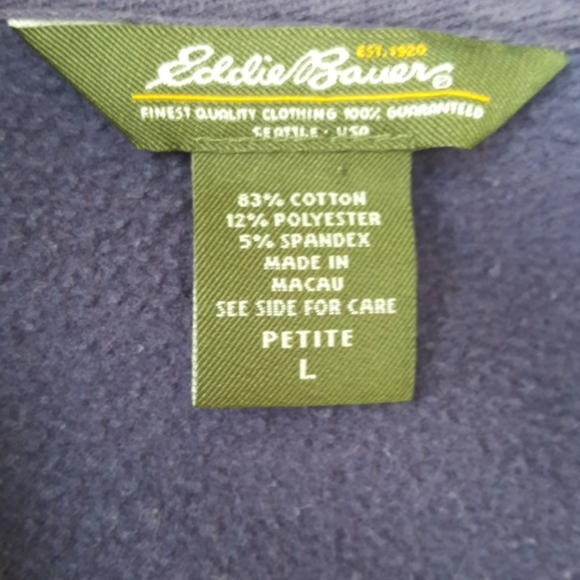 EST. 1920
Eddie Bauer®
FINEST QUALITY CLOTHING 100% GUARANTEED
SEATTLE · USA
83% COTTON
12% POLYESTER
5% SPANDEX
MADE IN
MACAU
SEE SIDE FOR CARE
PETITE
L